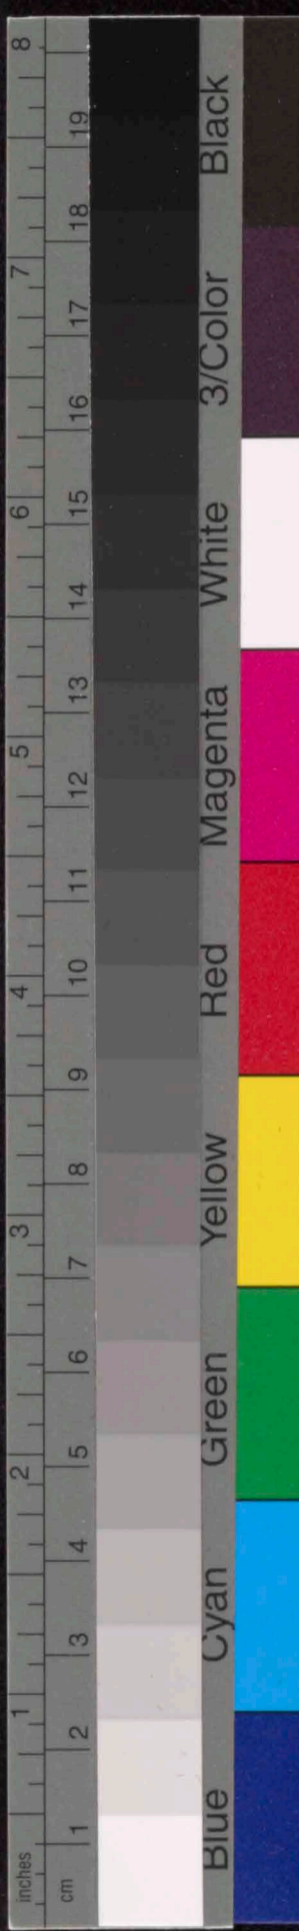 inches 1 2 3 4 5 6 7 8
cm 1 2 3 4 5 6 7 8 9 10 11 12 13 14 15 16 17 18 19
Blue Cyan Green Yellow Red Magenta White 3/Color Black